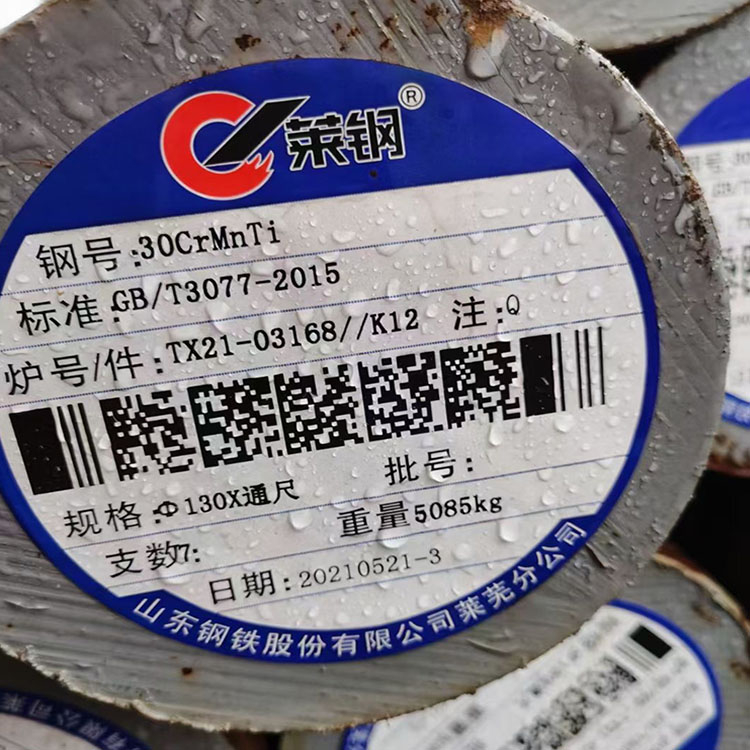 莱钢®
钢号:30CrMnTi
标准:GB/T3077-2015
炉号/件:TX21-03168//K12 注:Q
规格:Φ130X通尺 批号:
支数:7 重量5085kg
日期:20210521-3
山东钢铁股份有限公司莱芜分公司